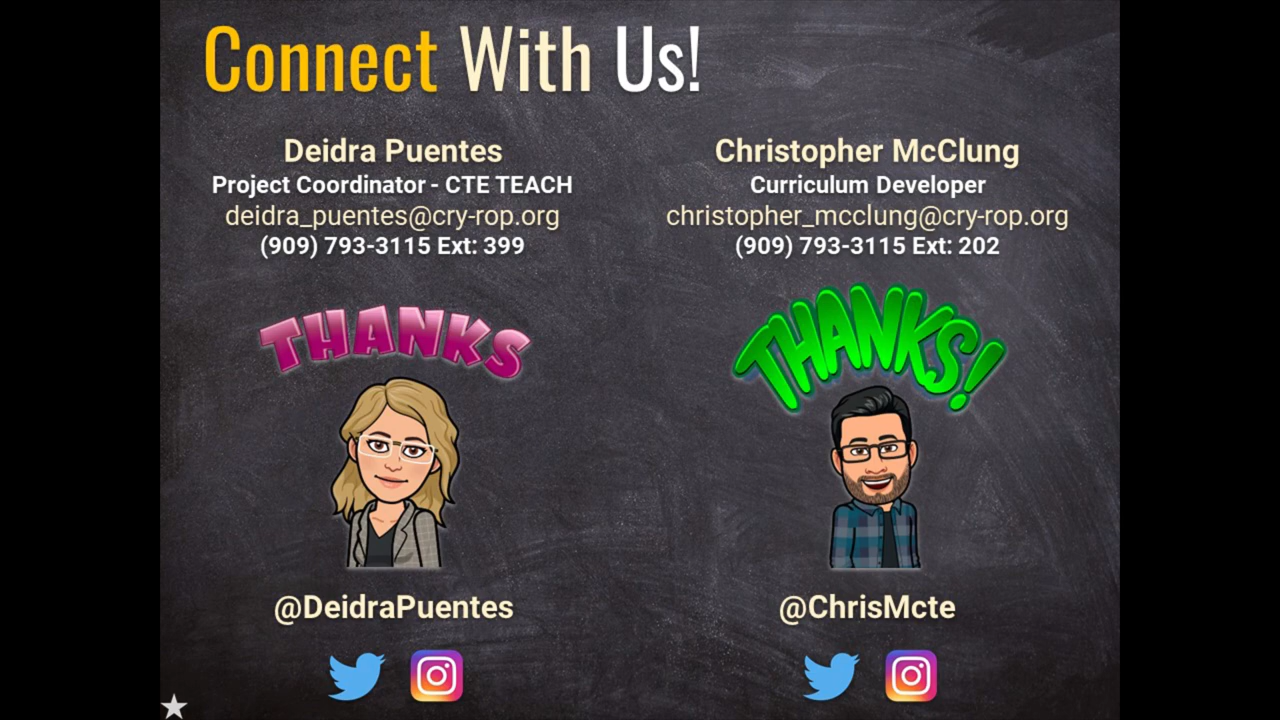 Connect With Us!
Deidra Puentes
Project Coordinator - CTE TEACH
deidra_puentes@cry-rop.org
(909) 793-3115 Ext: 399
THANKS
@DeidraPuentes
Christopher McClung
Curriculum Developer
christopher_mcclung@cry-rop.org
(909) 793-3115 Ext: 202
THANKS!
@ChrisMcte